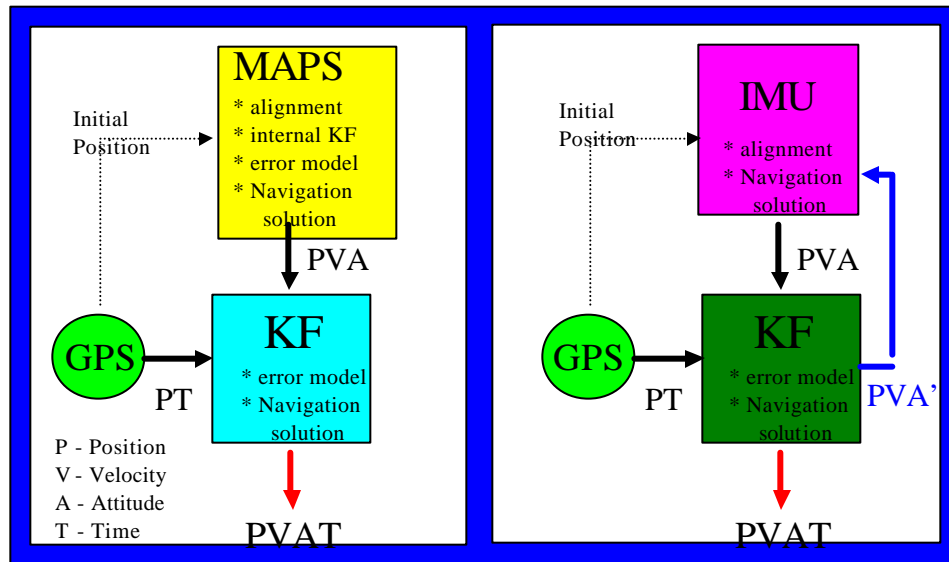 MAPS
* alignment
* internal KF
* error model
* Navigation
solution
Initial
Position
PVA
GPS
PT
KF
* error model
* Navigation
solution
P - Position
V - Velocity
A - Attitude
T - Time
PVAT
IMU
* alignment
* Navigation
solution
Initial
Position
PVA
GPS
PT
KF
* error model
* Navigation
solution
PVA’
PVAT